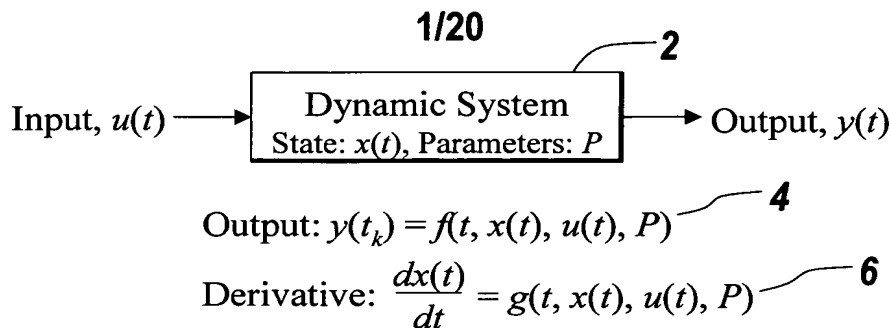 1/20
2
Input, u(t)
Dynamic System
Output, y(t)
State: x(t), Parameters: P
4
Output: y(t_k) = f(t, x(t), u(t), P)
6
Derivative: dx(t)/dt = g(t, x(t), u(t), P)